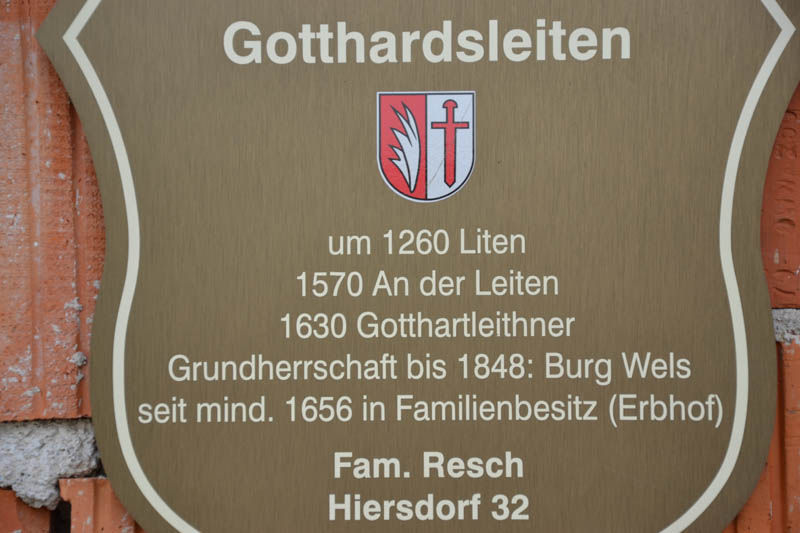 Gotthardsleiten
um 1260 Liten
1570 An der Leiten
1630 Gotthartleithner
Grundherrschaft bis 1848: Burg Wels
seit mind. 1656 in Familienbesitz (Erbhof)
Fam. Resch
Hiersdorf 32